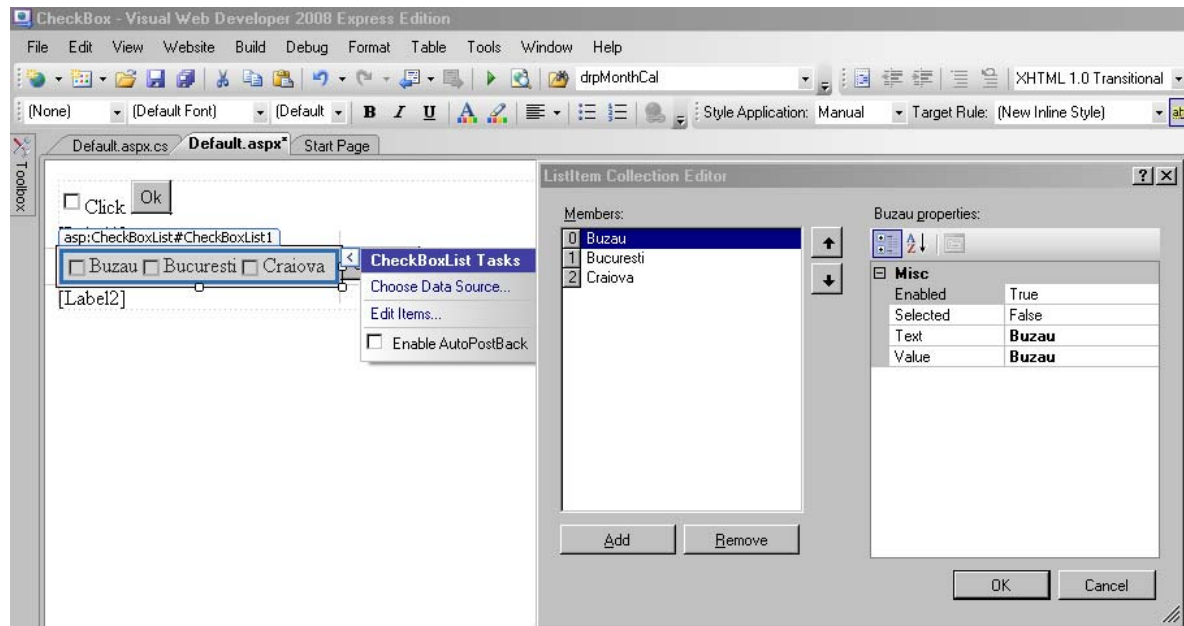 CheckBox - Visual Web Developer 2008 Express Edition
File Edit View Website Build Debug Format Table Tools Window Help
drpMonthCal XHTML 1.0 Transitional
(None) (Default Font) (Default B I U A Style Application: Manual Target Rule: (New Inline Style)
Default.aspx.cs Default.aspx* Start Page
Toolbox
Click Ok
asp:CheckBoxList#CheckBoxList1
Buzau Bucuresti Craiova
[Label2]
CheckBoxList Tasks
Choose Data Source...
Edit Items...
Enable AutoPostBack
ListItem Collection Editor
Members:
0 Buzau
1 Bucuresti
2 Craiova
Add Remove
Buzau properties:
Misc
Enabled True
Selected False
Text Buzau
Value Buzau
OK Cancel